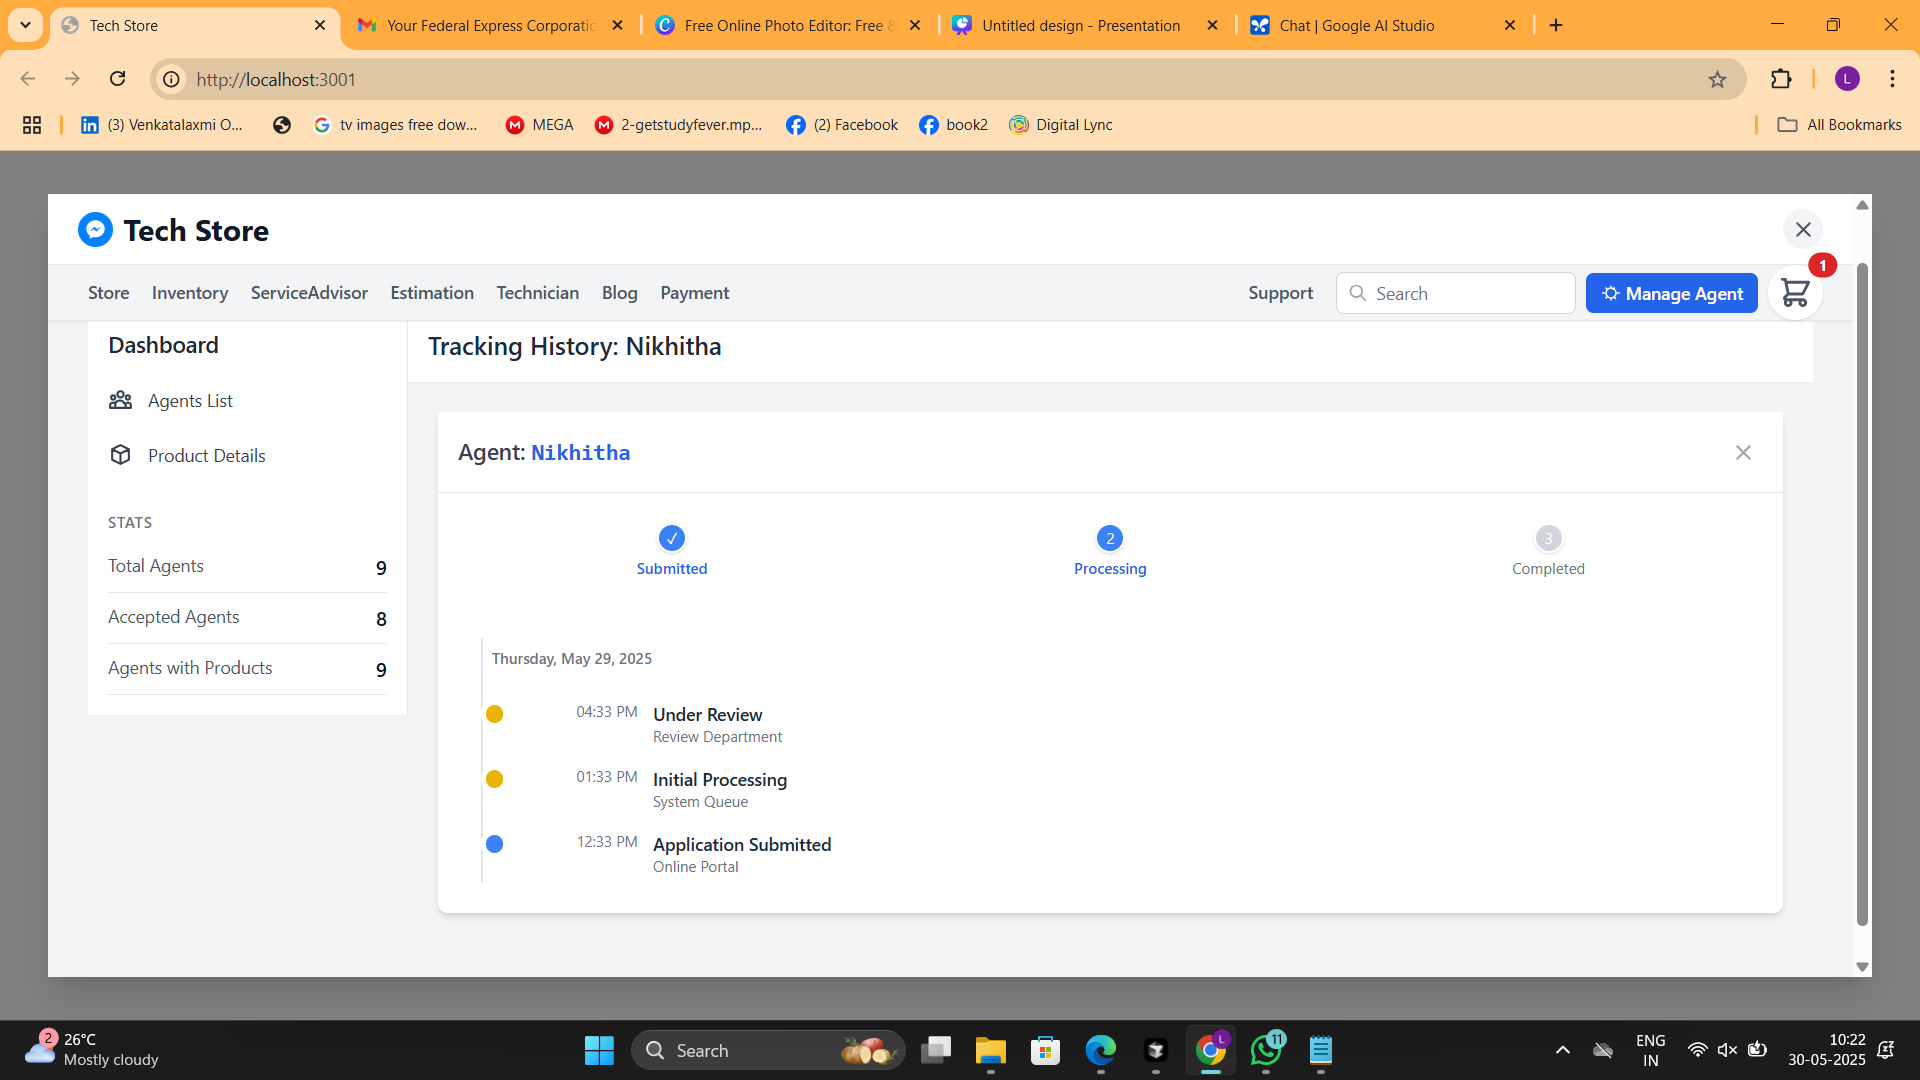 Tech Store
Your Federal Express Corporatio
Free Online Photo Editor: Free &
Untitled design - Presentation
Chat | Google AI Studio
http://localhost:3001
L
(3) Venkatalaxmi O...
tv images free dow...
MEGA
2-getstudyfever.mp...
(2) Facebook
book2
Digital Lync
All Bookmarks
Tech Store
1
Store
Inventory
ServiceAdvisor
Estimation
Technician
Blog
Payment
Support
Search
Manage Agent
Dashboard
Agents List
Product Details
STATS
Total Agents 9
Accepted Agents 8
Agents with Products 9
Tracking History: Nikhitha
Agent: Nikhitha
✓
Submitted
2
Processing
3
Completed
Thursday, May 29, 2025
04:33 PM Under Review
Review Department
01:33 PM Initial Processing
System Queue
12:33 PM Application Submitted
Online Portal
2
26°C
Mostly cloudy
Search
L
11
ENG
IN
10:22
30-05-2025